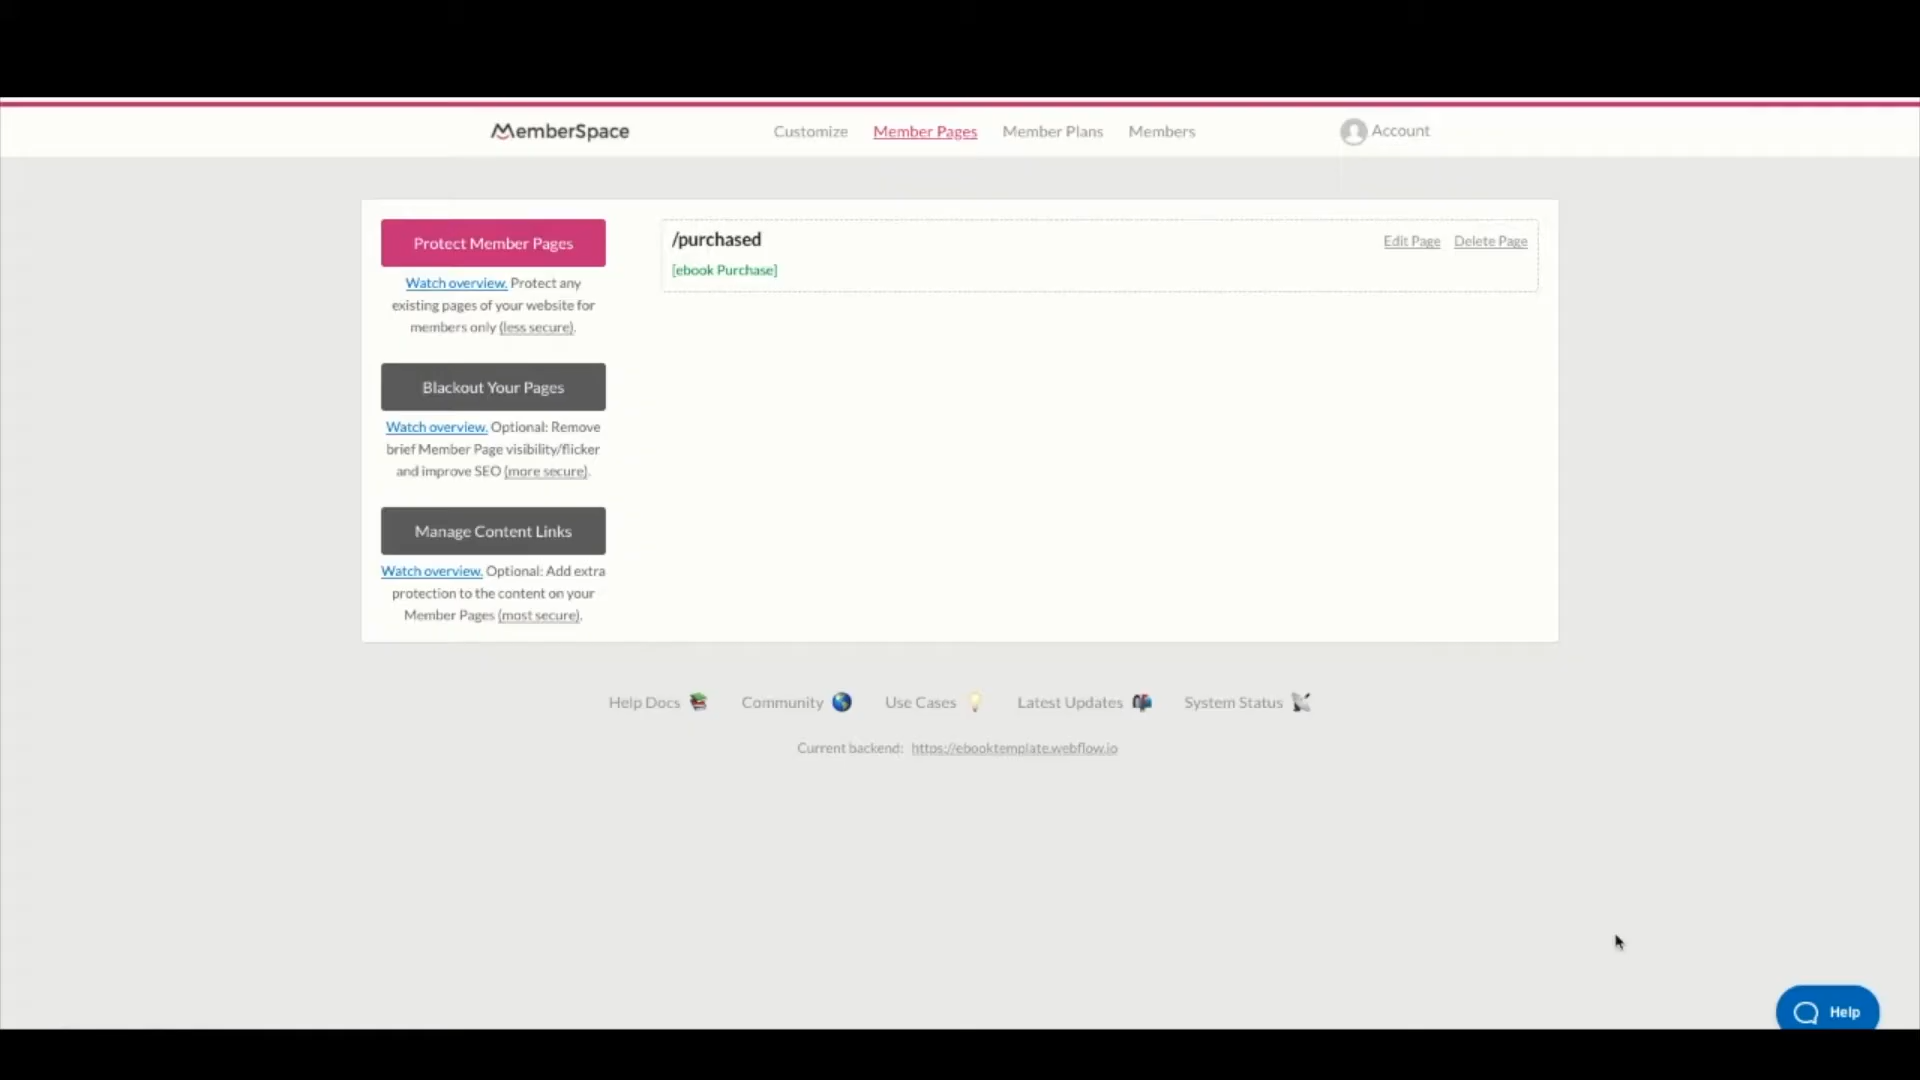 MemberSpace
Customize
Member Pages
Member Plans
Members
Account
Protect Member Pages
Watch overview. Protect any
existing pages of your website for
members only (less secure).
Blackout Your Pages
Watch overview. Optional: Remove
brief Member Page visibility/flicker
and improve SEO (more secure).
Manage Content Links
Watch overview. Optional: Add extra
protection to the content on your
Member Pages (most secure).
/purchased
Edit Page
Delete Page
[ebook Purchase]
Help Docs
Community
Use Cases
Latest Updates
System Status
Current backend: https://ebooktemplate.webflow.io
Help